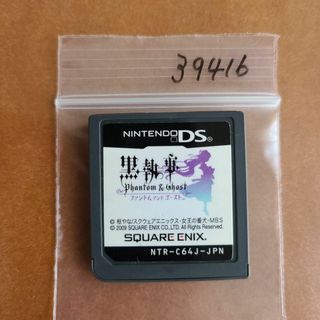 39416
NINTENDO DS
黒執事
Phantom & Ghost
ファントム アンド ゴースト
© 枢やな/スクウェアエニックス・女王の番犬・MBS
© 2009 SQUARE ENIX CO., LTD. All Rights Reserved.
SQUARE ENIX.
NTR-C64J-JPN